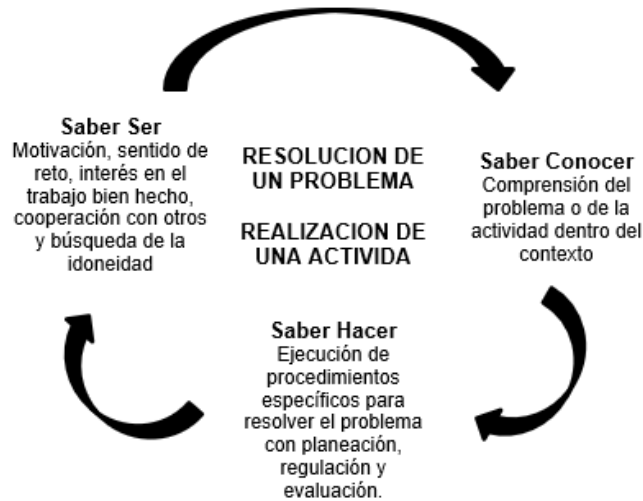 Saber Ser
Motivación, sentido de
reto, interés en el
trabajo bien hecho,
cooperación con otros
y búsqueda de la
idoneidad
RESOLUCION DE
UN PROBLEMA
REALIZACION DE
UNA ACTIVIDA
Saber Conocer
Comprensión del
problema o de la
actividad dentro del
contexto
Saber Hacer
Ejecución de
procedimientos
específicos para
resolver el problema
con planeación,
regulación y
evaluación.